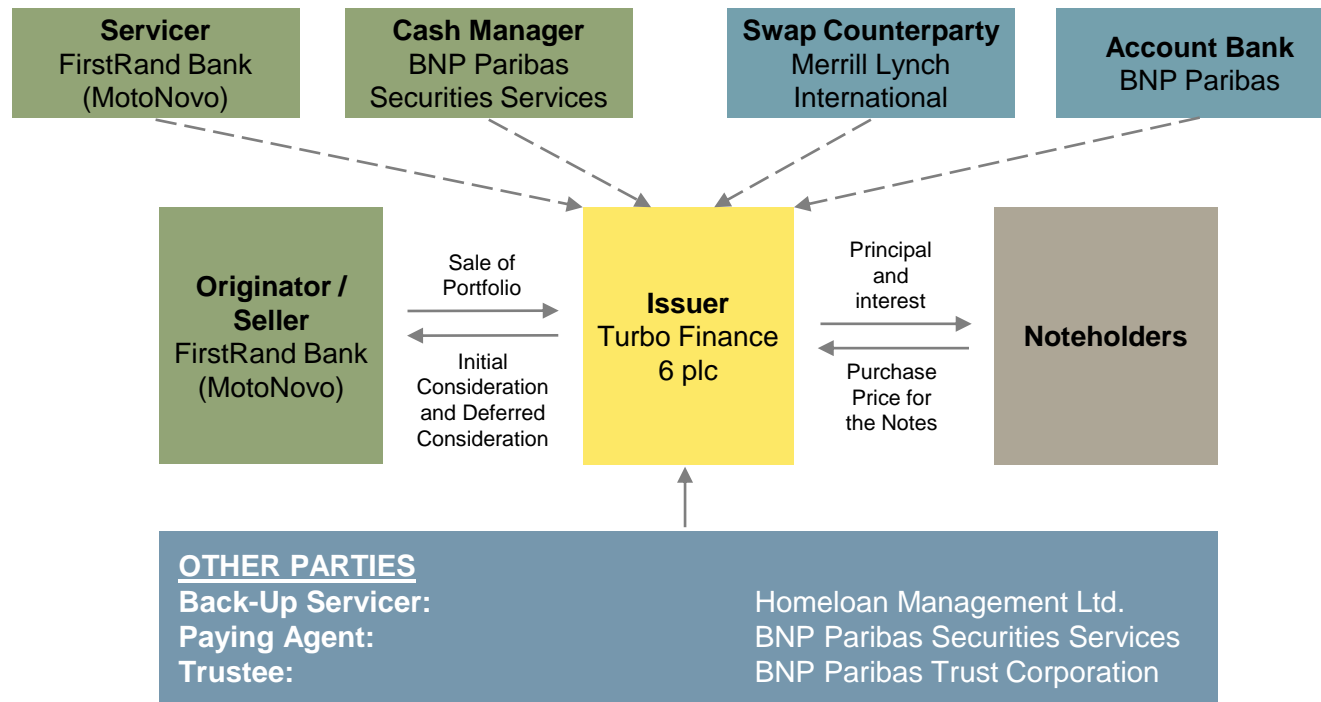 Servicer
FirstRand Bank
(MotoNovo)
Cash Manager
BNP Paribas
Securities Services
Swap Counterparty
Merrill Lynch
International
Account Bank
BNP Paribas
Originator /
Seller
FirstRand Bank
(MotoNovo)
Sale of
Portfolio
Initial
Consideration
and Deferred
Consideration
Issuer
Turbo Finance
6 plc
Principal
and
interest
Purchase
Price for
the Notes
Noteholders
OTHER PARTIES
Back-Up Servicer: Homeloan Management Ltd.
Paying Agent: BNP Paribas Securities Services
Trustee: BNP Paribas Trust Corporation